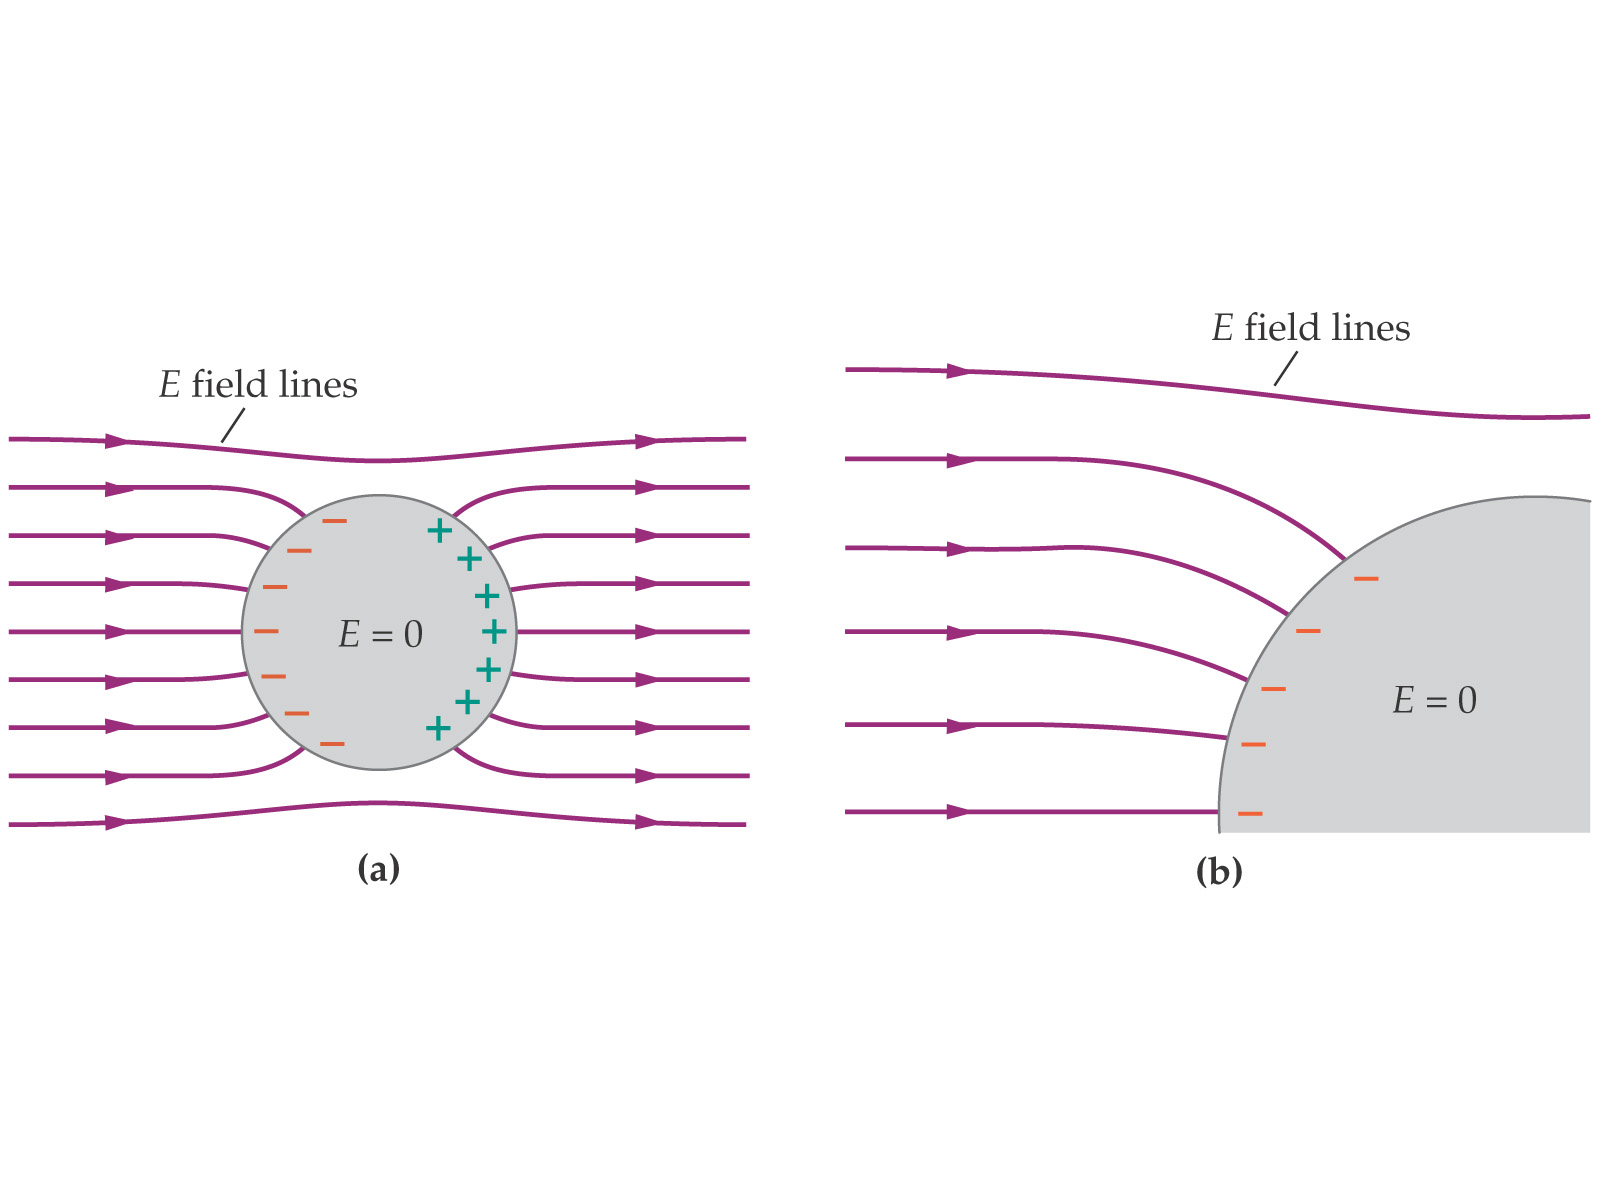 E field lines
− + − + − + − E = 0 + − + − + − +
(a)
E field lines
−
−
−
E = 0
−
−
(b)